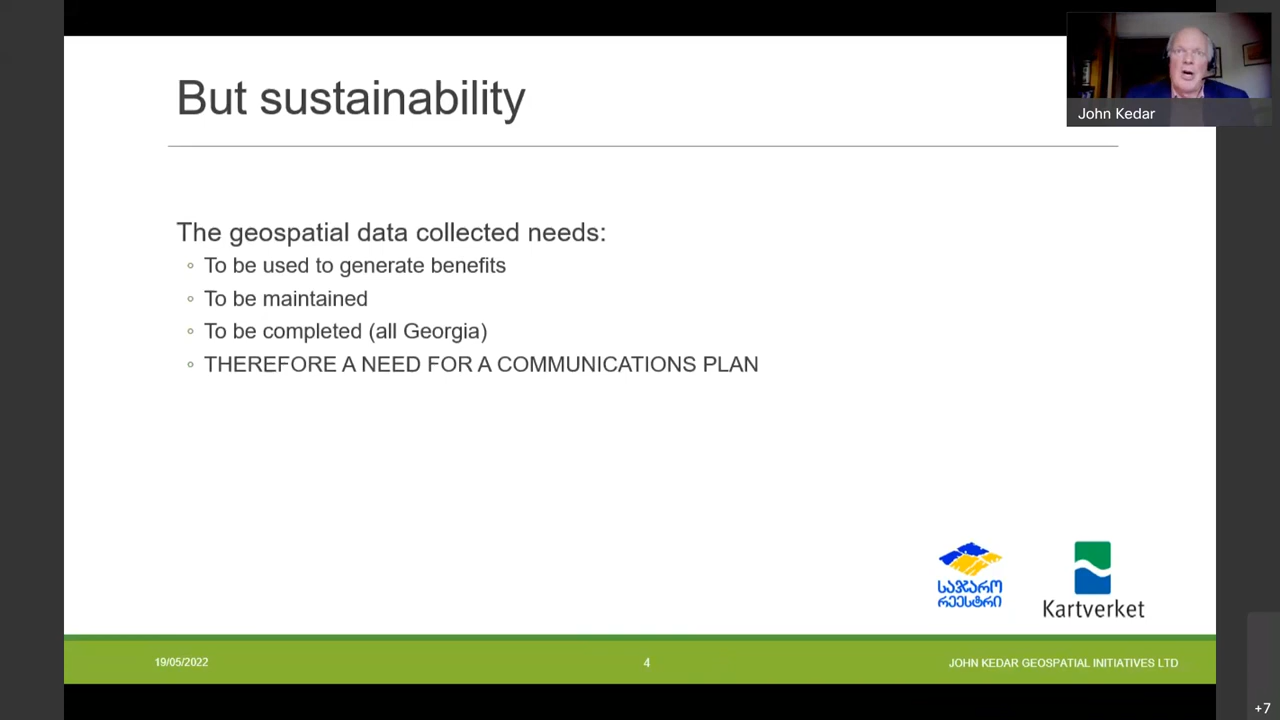 But sustainability
John Kedar
The geospatial data collected needs:
To be used to generate benefits
To be maintained
To be completed (all Georgia)
THEREFORE A NEED FOR A COMMUNICATIONS PLAN
საჯარო
რეესტრი
Kartverket
19/05/2022
4
JOHN KEDAR GEOSPATIAL INITIATIVES LTD
+7